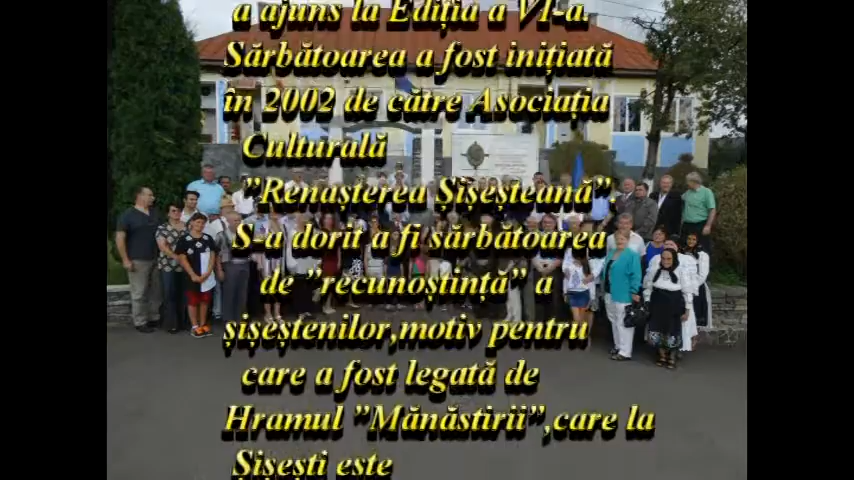 a ajuns la Ediția a VI-a.
Sărbătoarea a fost inițiată
în 2002 de către Asociația
Culturală
"Renașterea Șișeșteană".
S-a dorit a fi sărbătoarea
de "recunoștință" a
șișeștenilor,motiv pentru
care a fost legată de
Hramul "Mănăstirii",care la
Șișești este